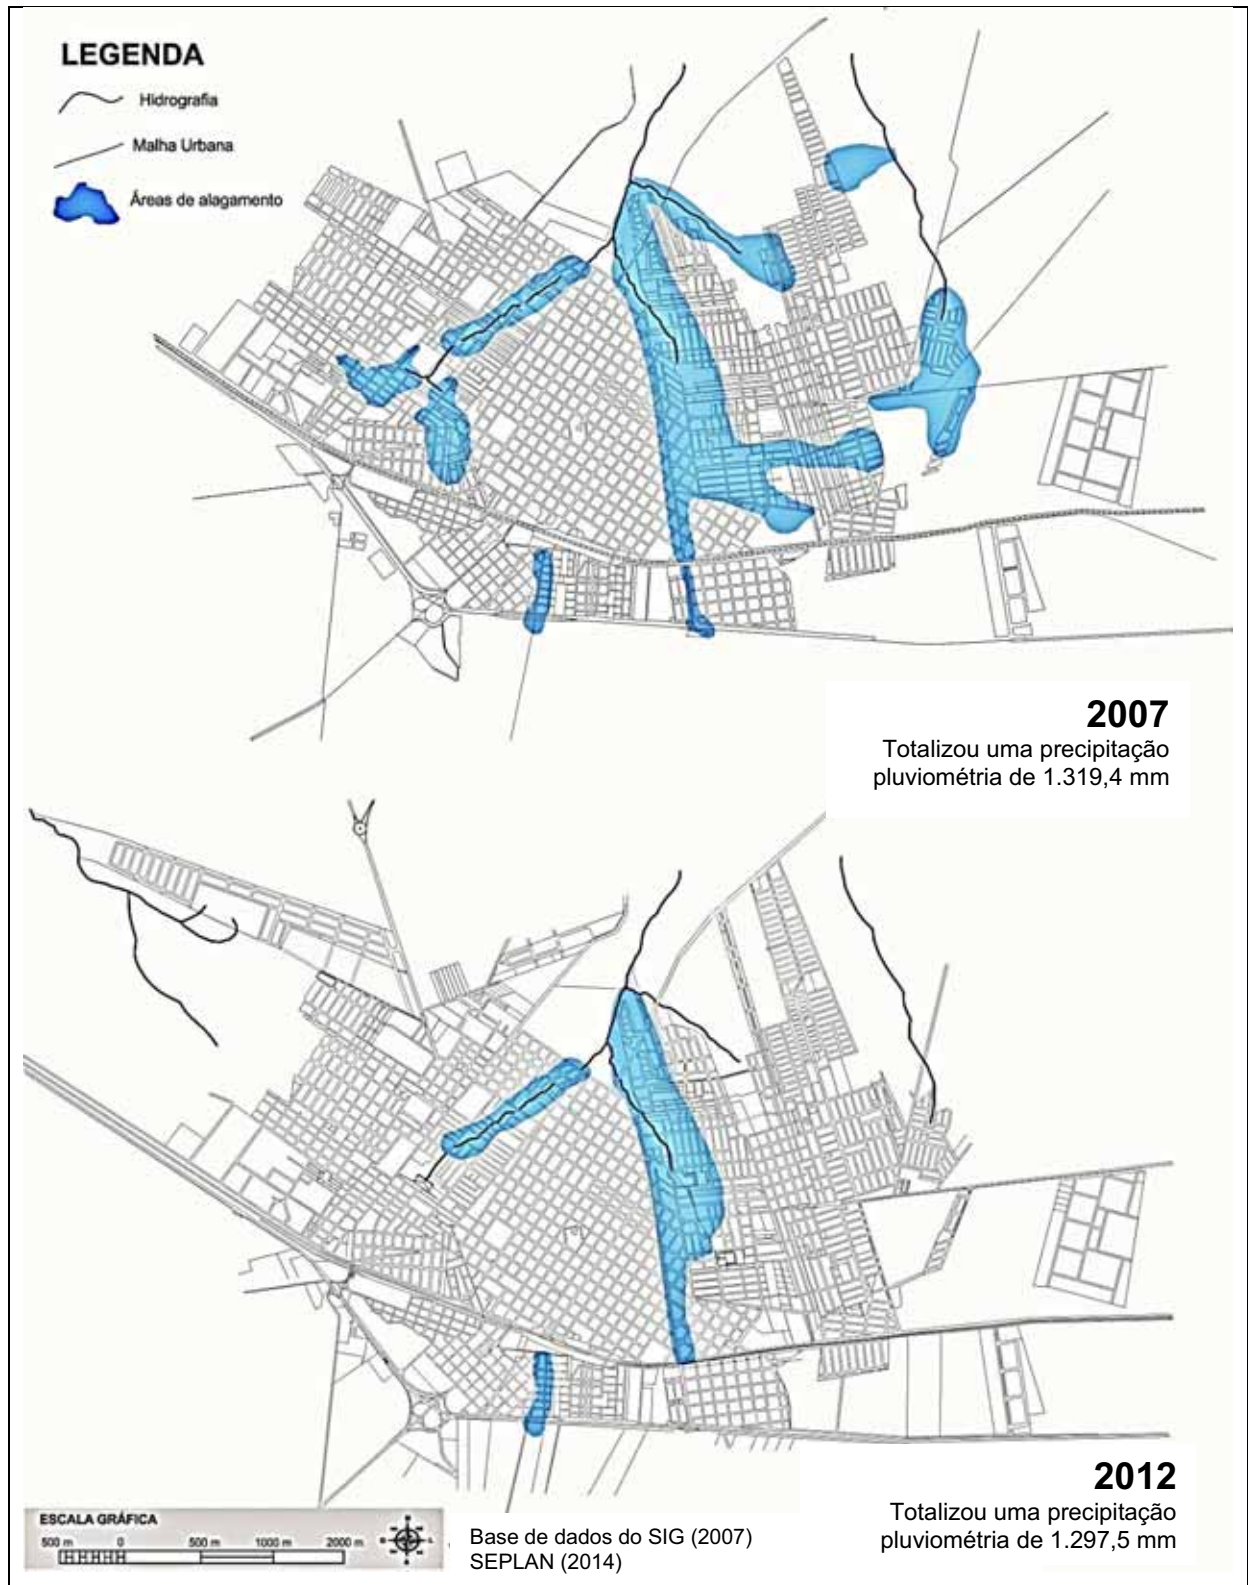 LEGENDA
Hidrografia
Malha Urbana
Áreas de alagamento
2007
Totalizou uma precipitação
pluviométria de 1.319,4 mm
2012
Totalizou uma precipitação
pluviométria de 1.297,5 mm
ESCALA GRÁFICA
500 m 0 500 m 1000 m 2000 m
Base de dados do SIG (2007)
SEPLAN (2014)